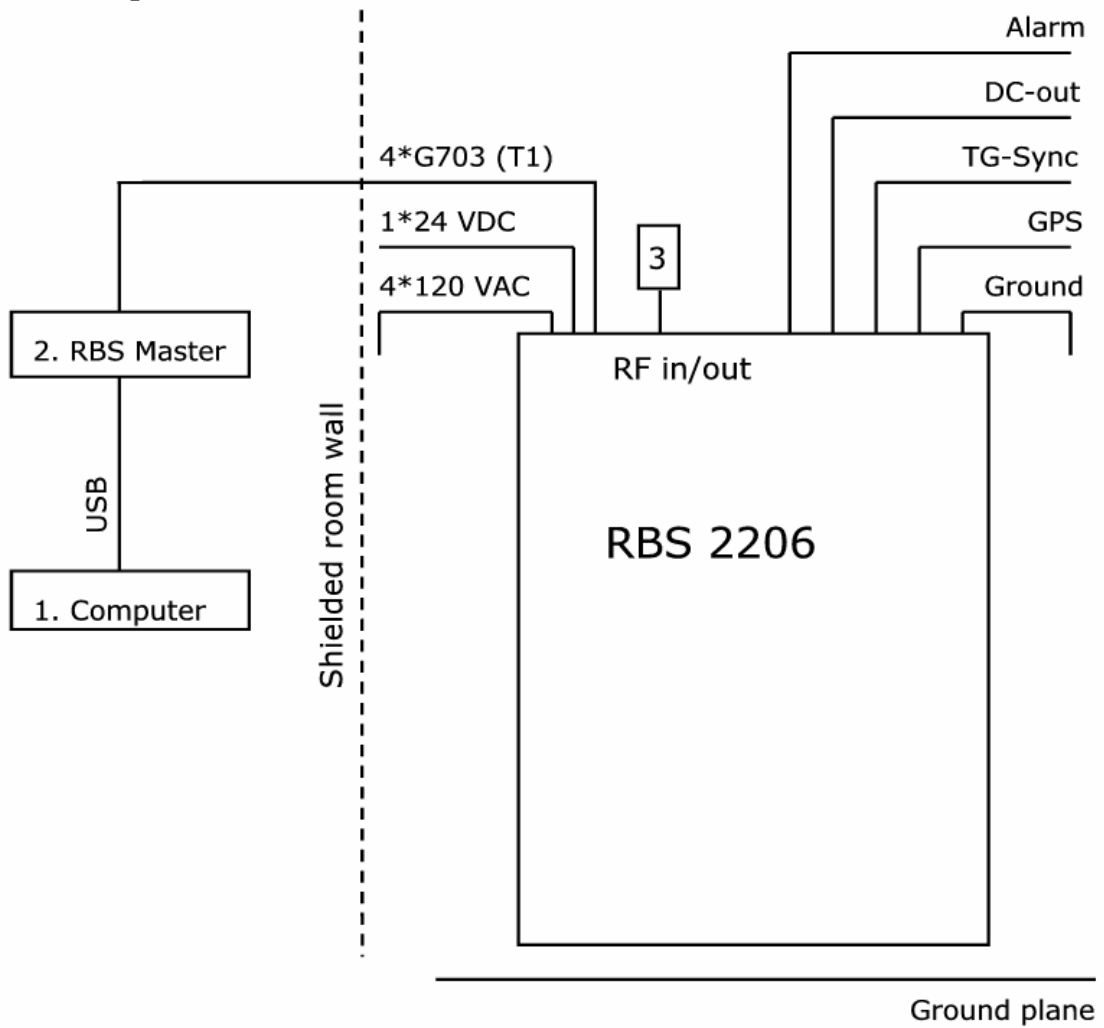 Alarm
DC-out
4*G703 (T1)
TG-Sync
1*24 VDC
GPS
3
4*120 VAC
Ground
2. RBS Master
RF in/out
Shielded room wall
USB
RBS 2206
1. Computer
Ground plane